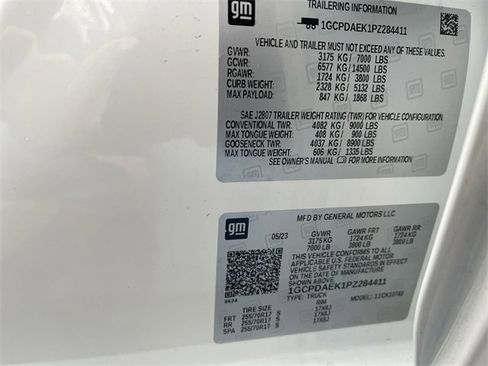 gm
TRAILERING INFORMATION
1GCPDAEK1PZ284411
VEHICLE AND TRAILER MUST NOT EXCEED ANY OF THESE VALUES.
GVWR: 3175 KG / 7000 LBS
GCWR: 6577 KG / 14500 LBS
RGAWR: 1724 KG / 3800 LBS
CURB WEIGHT: 2328 KG / 5132 LBS
MAX PAYLOAD: 847 KG / 1868 LBS
SAE J2807 TRAILER WEIGHT RATING (TWR) FOR VEHICLE CONFIGURATION
CONVENTIONAL TWR: 4082 KG / 9000 LBS
MAX TONGUE WEIGHT: 408 KG / 900 LBS
GOOSENECK TWR: 4037 KG / 8900 LBS
MAX TONGUE WEIGHT: 606 KG / 1335 LBS
SEE OWNER'S MANUAL FOR MORE INFORMATION
gm
MFD BY GENERAL MOTORS LLC
05/23 GVWR GAWR FRT GAWR RR
3175 KG 1724 KG 1724 KG
7000 LB 3800 LB 3800 LB
THIS VEHICLE CONFORMS TO ALL APPLICABLE U.S. FEDERAL MOTOR VEHICLE SAFETY STANDARDS IN EFFECT ON THE DATE OF MANUFACTURE SHOWN ABOVE.
1GCPDAEK1PZ284411
TYPE: TRUCK MODEL:
TIRE SIZE RIM
FRT 255/70R17 S 17X8J
RR 255/70R17 S 17X8J
SPA 255/70R17 S 17X8J